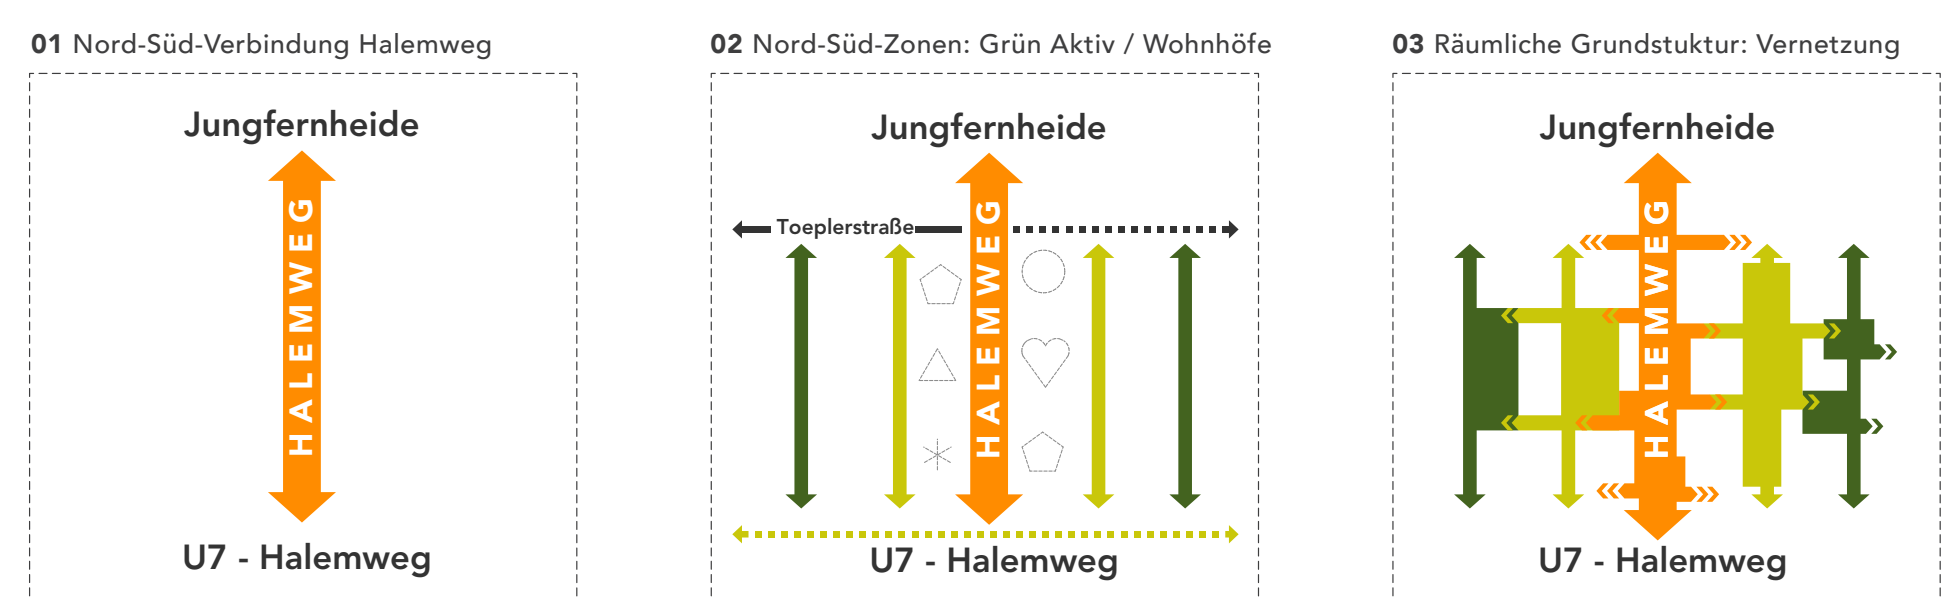 01 Nord-Süd-Verbindung Halemweg
Jungfernheide
HALEMWEG
U7 - Halemweg
02 Nord-Süd-Zonen: Grün Aktiv / Wohnhöfe
Jungfernheide
Toeplerstraße
HALEMWEG
U7 - Halemweg
03 Räumliche Grundstuktur: Vernetzung
Jungfernheide
HALEMWEG
U7 - Halemweg